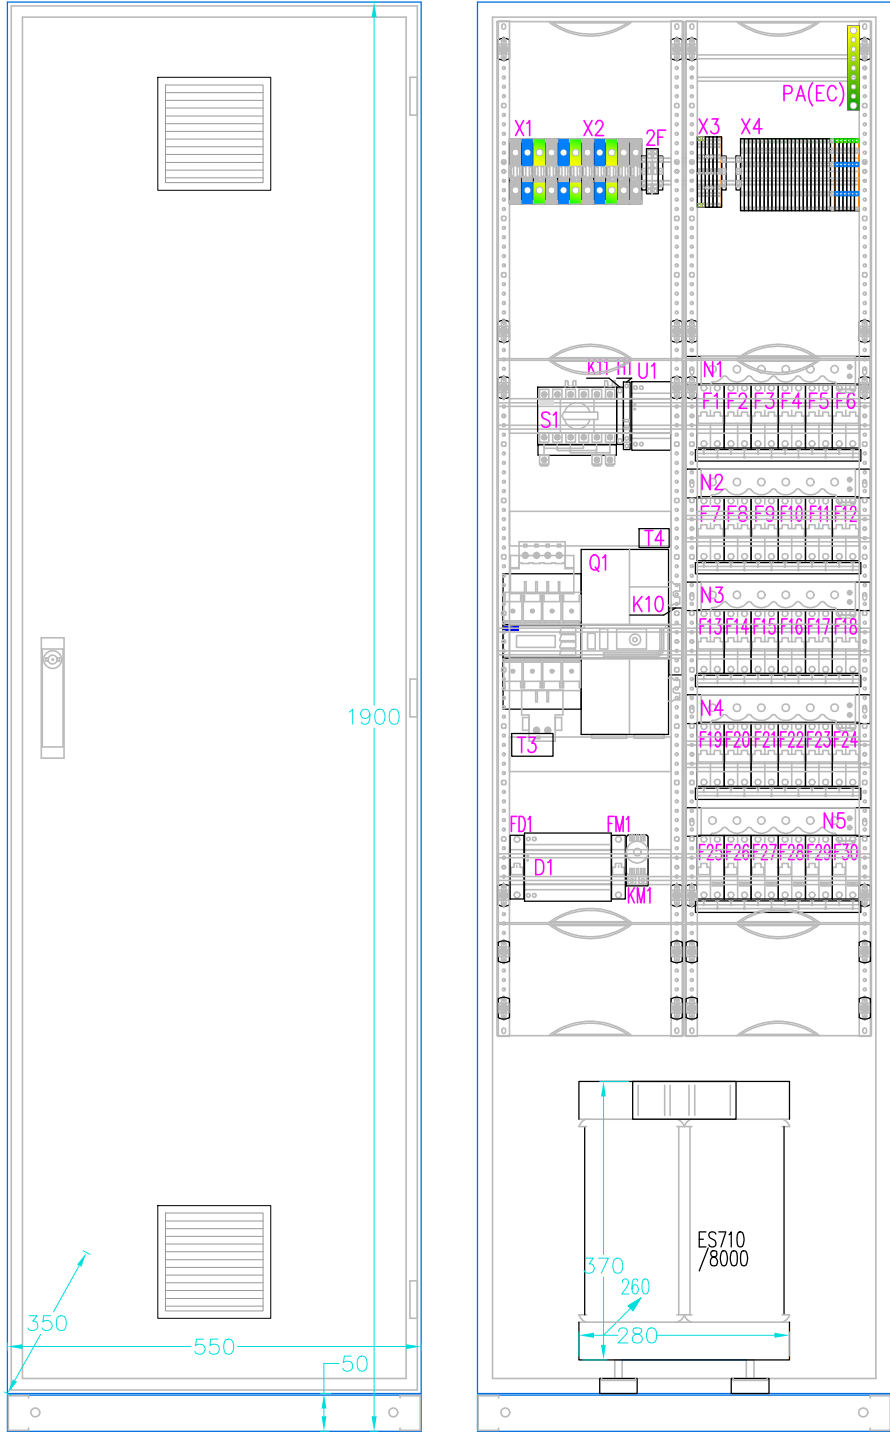 PA(EC)
X1 X2 2F X3 X4
K11 H1 U1 N1
S1 F1 F2 F3 F4 F5 F6
N2
F7 F8 F9 F10 F11 F12
T4
Q1
K10 N3
F13 F14 F15 F16 F17 F18
1900
N4
T3 F19 F20 F21 F22 F23 F24
FD1 FM1 N5
D1 F25 F26 F27 F28 F29 F30
KM1
ES710
/8000
370
260
350
550
280
50